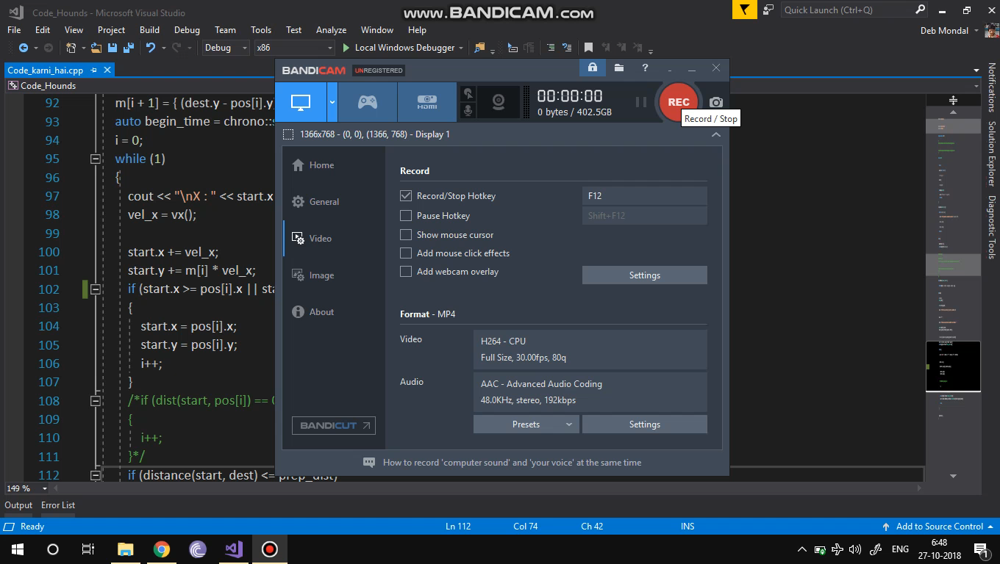 Code_Hounds - Microsoft Visual Studio
www.BANDICAM.com
Quick Launch (Ctrl+Q)
File Edit View Project Build Debug Team Tools Test Analyze Window Help
Deb Mondal
Debug x86 Local Windows Debugger
Code_karni_hai.cpp
Code_Hounds
BANDICAM UNREGISTERED
HDMI
00:00:00
0 bytes / 402.5GB
REC
Record / Stop
1366x768 - (0, 0), (1366, 768) - Display 1
Home
General
Video
Image
About
BANDICUT
Record
Record/Stop Hotkey F12
Pause Hotkey Shift+F12
Show mouse cursor
Add mouse click effects
Add webcam overlay
Settings
Format - MP4
Video
H264 - CPU
Full Size, 30.00fps, 80q
Audio
AAC - Advanced Audio Coding
48.0KHz, stereo, 192kbps
Presets Settings
How to record 'computer sound' and 'your voice' at the same time
92 m[i + 1] = { (dest.y - pos[i].y)
93 auto begin_time = chrono::
94 i = 0;
95 while (1)
96 {
97 cout << "\nX : " << start.x
98 vel_x = vx();
99
100 start.x += vel_x;
101 start.y += m[i] * vel_x;
102 if (start.x >= pos[i].x || sta
103 {
104 start.x = pos[i].x;
105 start.y = pos[i].y;
106 i++;
107 }
108 /*if (dist(start, pos[i]) == 0
109 {
110 i++;
111 }*/
112 if (distance(start, dest) <= prep_dist)
149 %
Notifications
Solution Explorer
Diagnostic Tools
Output Error List
Ready Ln 112 Col 74 Ch 42 INS Add to Source Control
ENG
6:48
27-10-2018
1